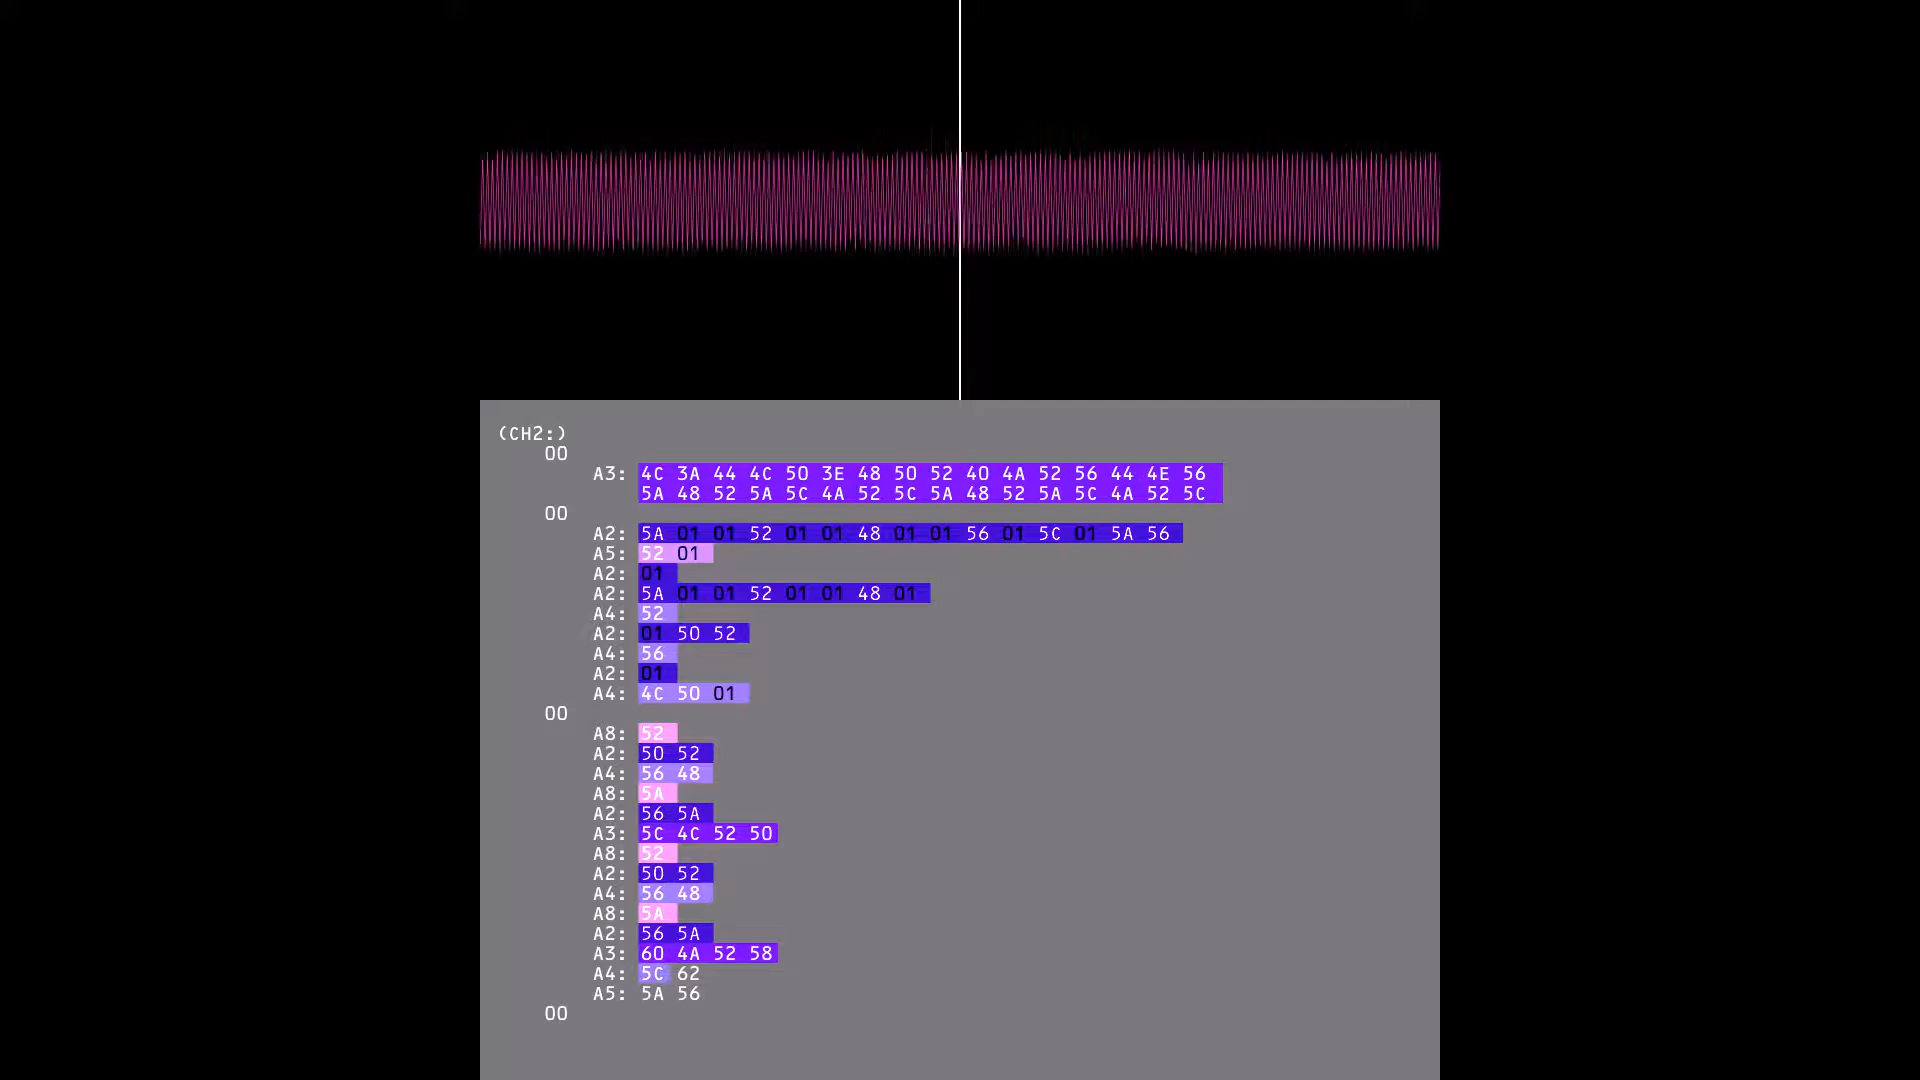 (CH2:)
00
A3: 4C 3A 44 4C 50 3E 48 50 52 40 4A 52 56 44 4E 56
5A 48 52 5A 5C 4A 52 5C 5A 48 52 5A 5C 4A 52 5C
00
A2: 5A 01 01 52 01 01 48 01 01 56 01 5C 01 5A 56
A5: 52 01
A2: 01
A2: 5A 01 01 52 01 01 48 01
A4: 52
A2: 01 50 52
A4: 56
A2: 01
A4: 4C 50 01
00
A8: 52
A2: 50 52
A4: 56 48
A8: 5A
A2: 56 5A
A3: 5C 4C 52 50
A8: 52
A2: 50 52
A4: 56 48
A8: 5A
A2: 56 5A
A3: 60 4A 52 58
A4: 5C 62
A5: 5A 56
00